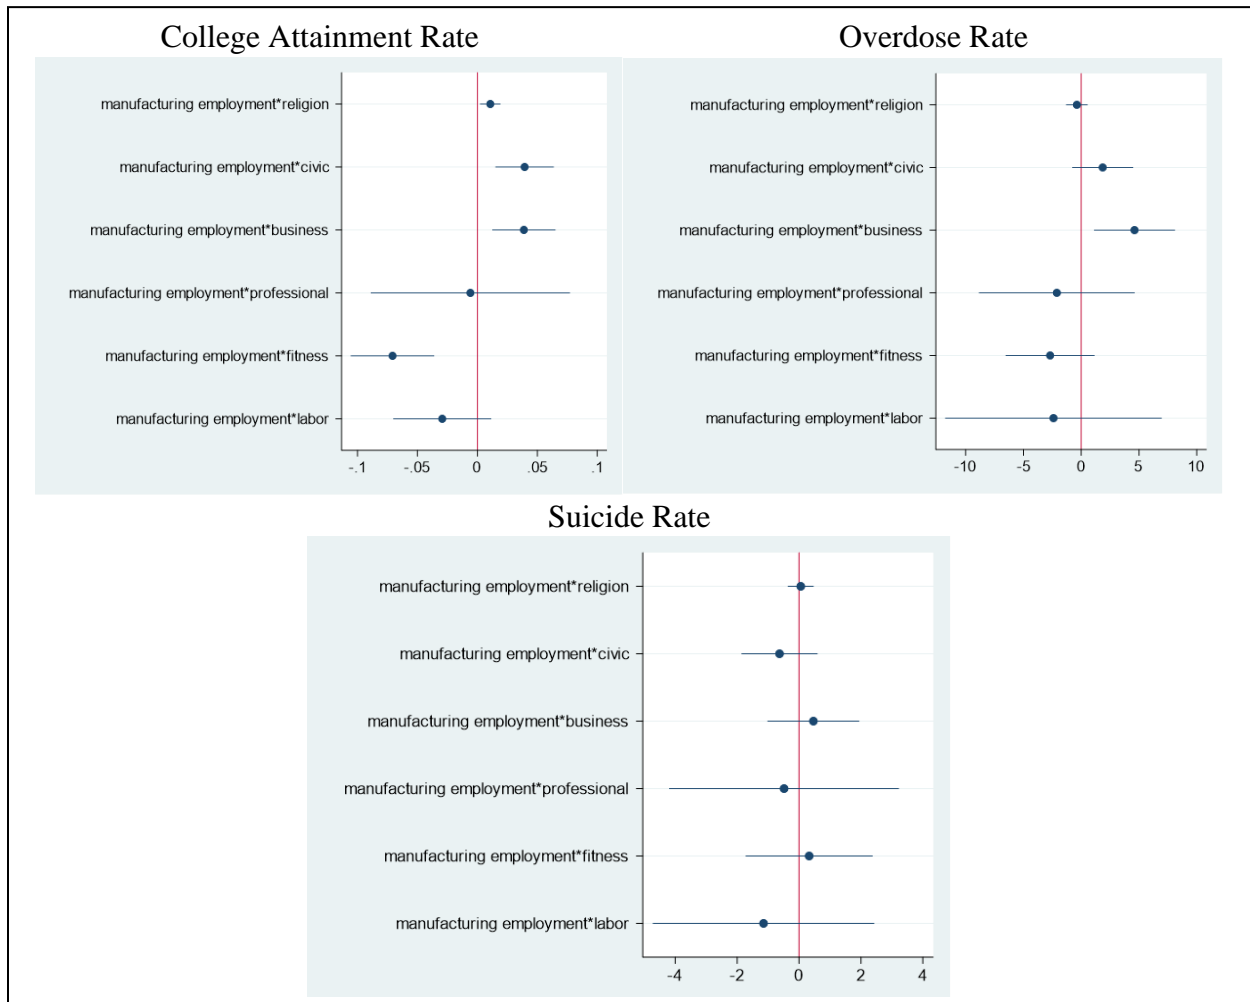 College Attainment Rate
manufacturing employment*religion
manufacturing employment*civic
manufacturing employment*business
manufacturing employment*professional
manufacturing employment*fitness
manufacturing employment*labor
-.1 -.05 0 .05 .1
Overdose Rate
manufacturing employment*religion
manufacturing employment*civic
manufacturing employment*business
manufacturing employment*professional
manufacturing employment*fitness
manufacturing employment*labor
-10 -5 0 5 10
Suicide Rate
manufacturing employment*religion
manufacturing employment*civic
manufacturing employment*business
manufacturing employment*professional
manufacturing employment*fitness
manufacturing employment*labor
-4 -2 0 2 4